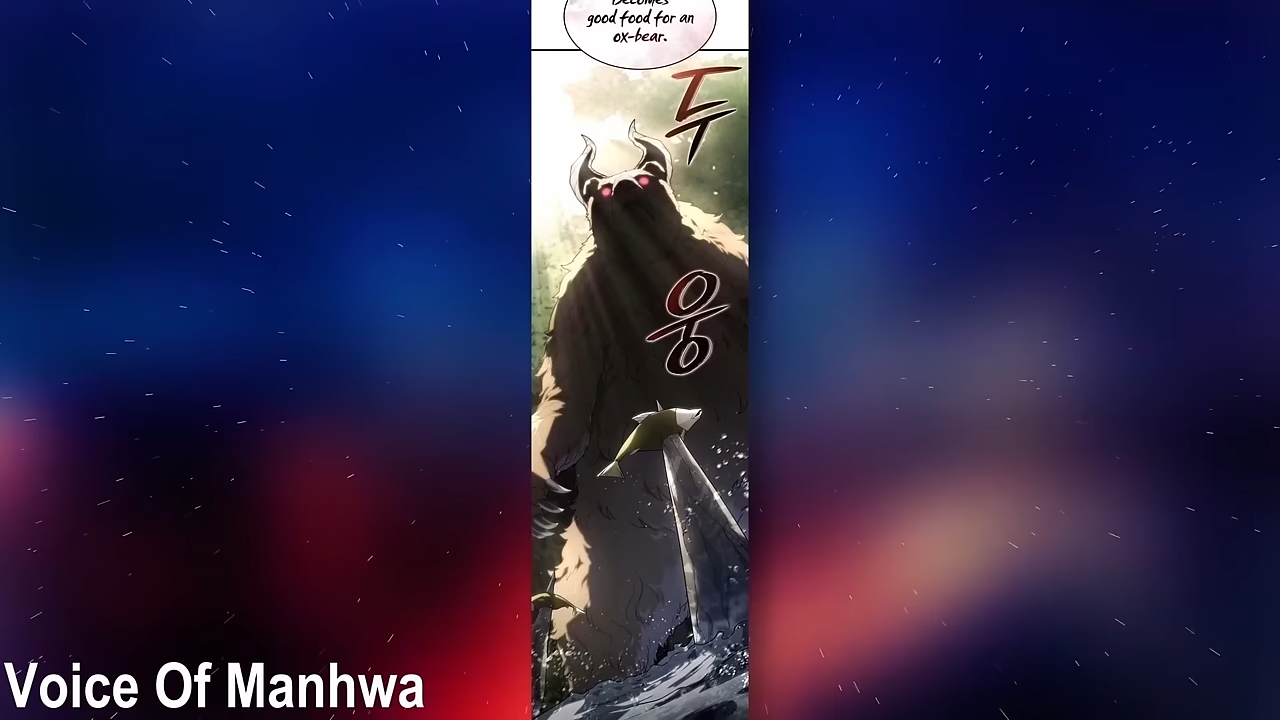 Becomes
good food for an
ox-bear.
두
웅
Voice Of Manhwa